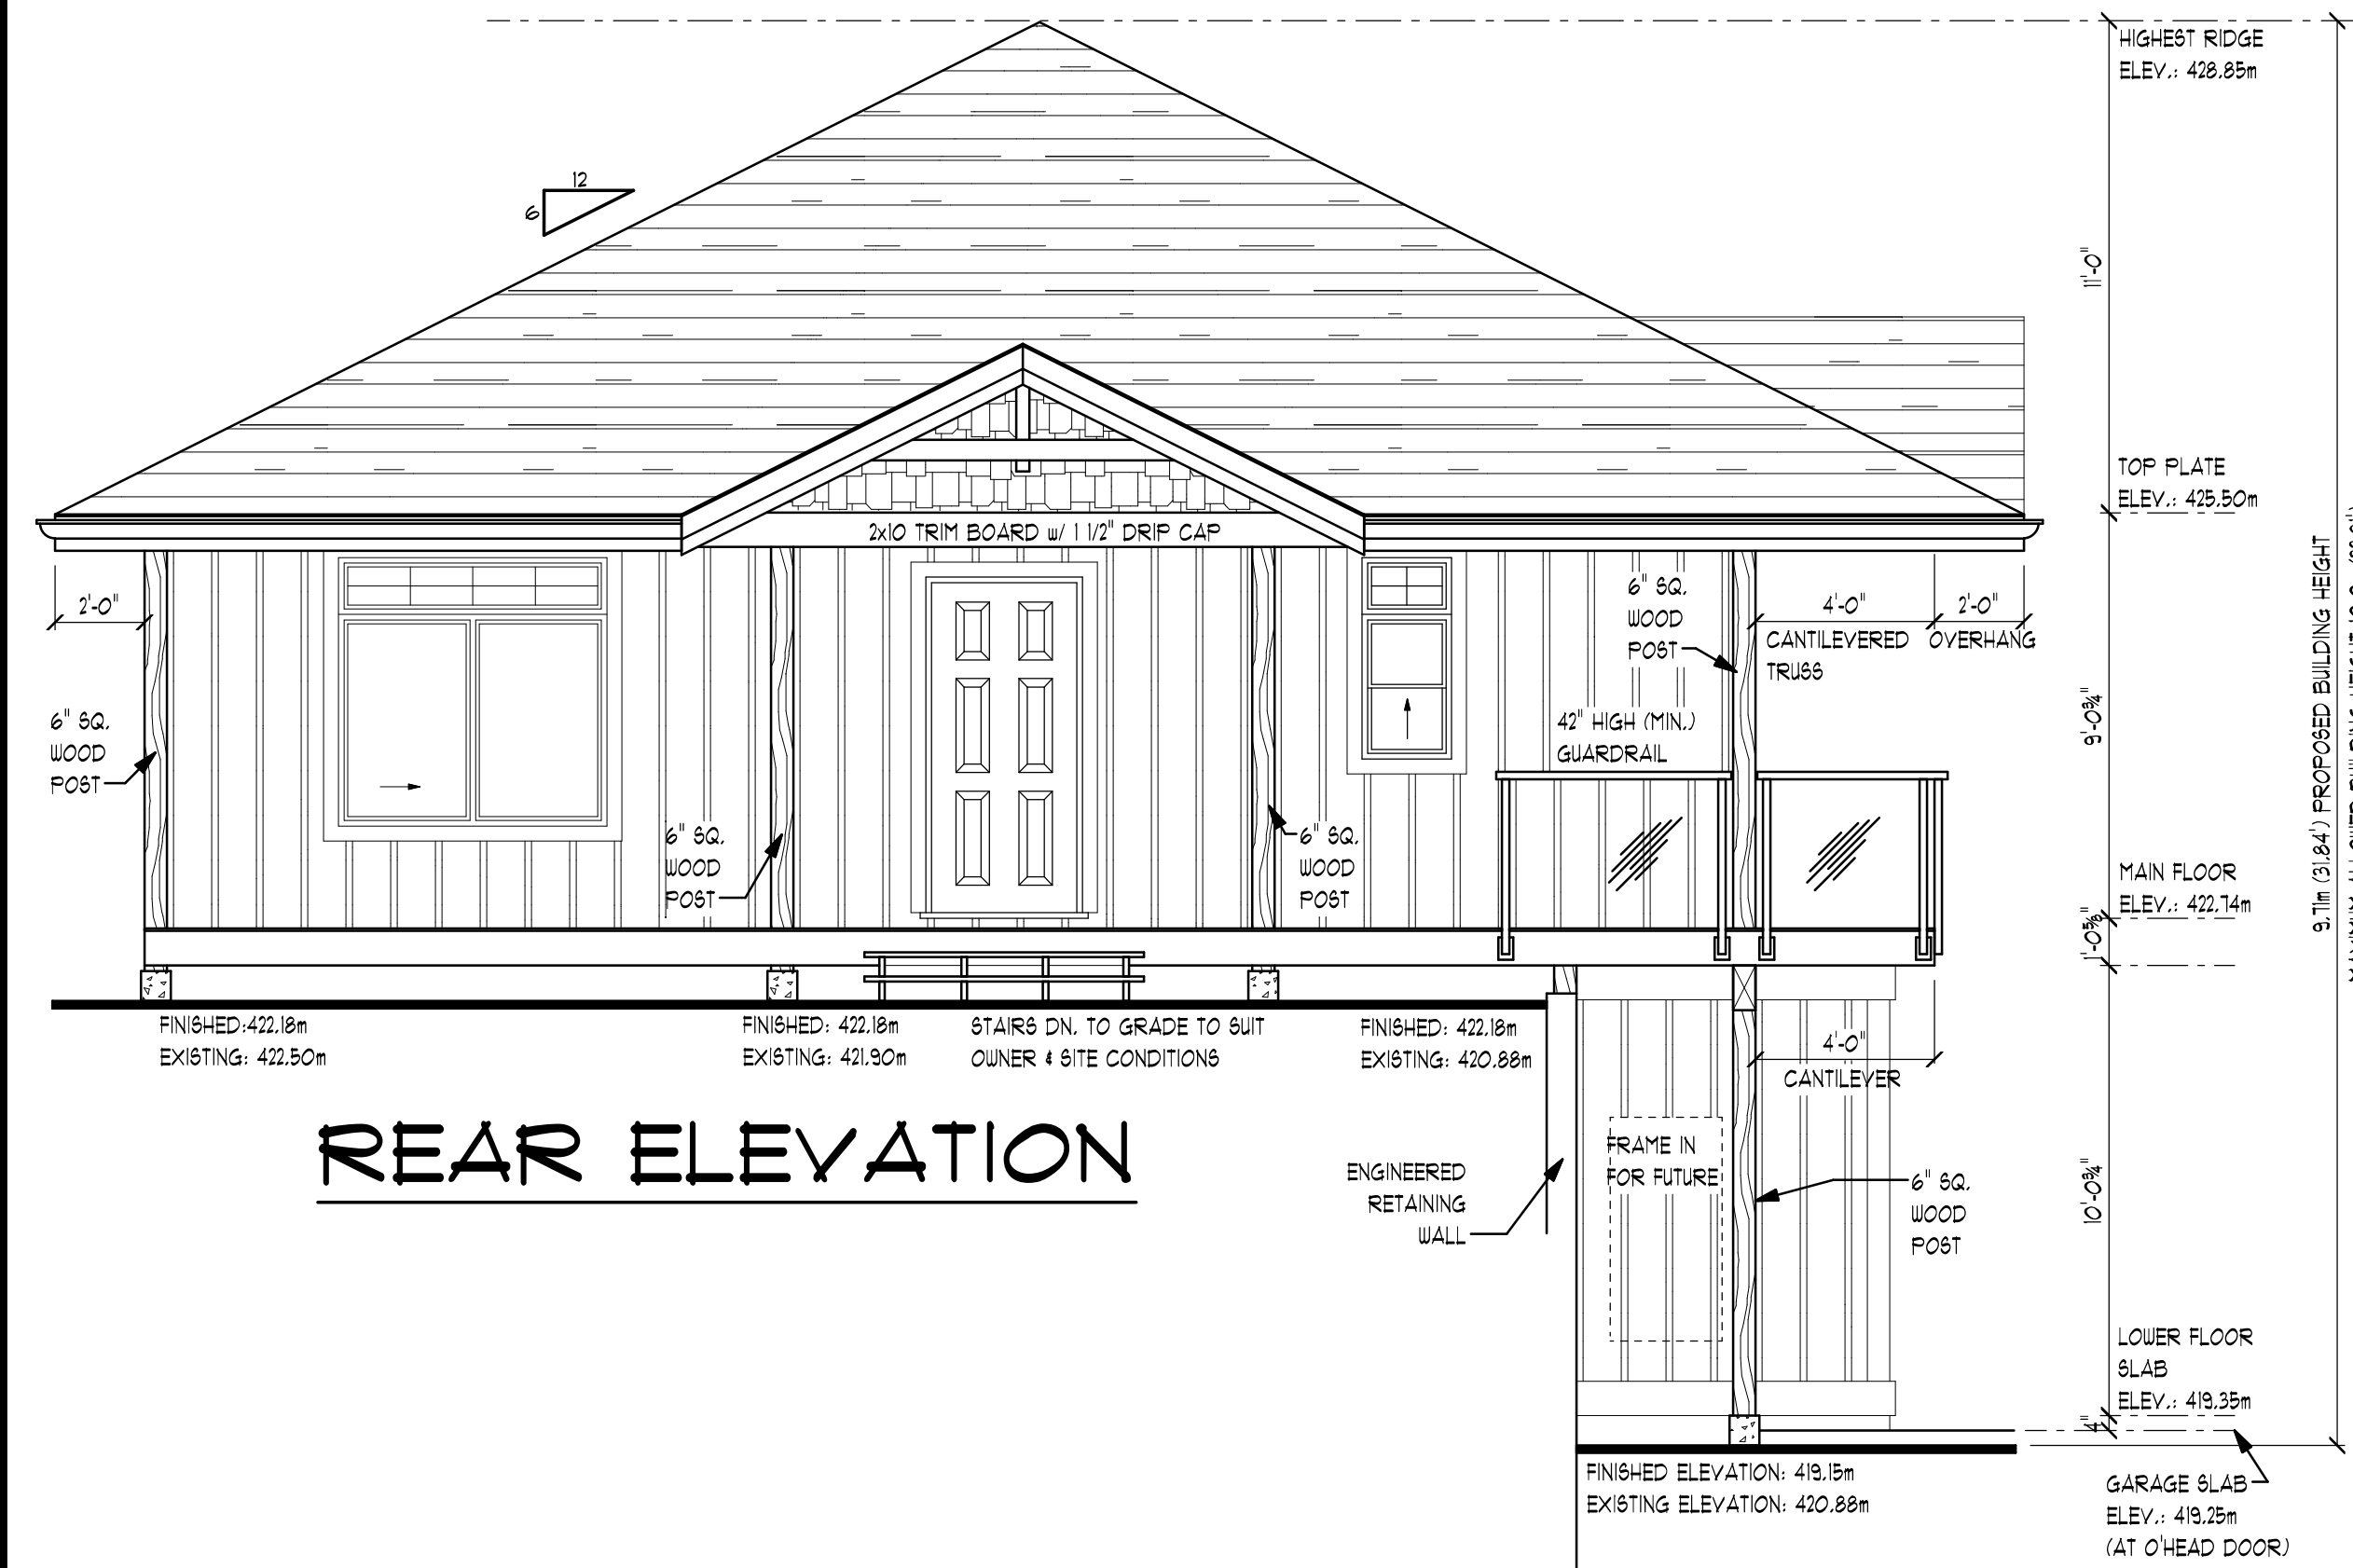 HIGHEST RIDGE
ELEV.: 428.85m
12
6
11'-0"
TOP PLATE
ELEV.: 425.50m
2x10 TRIM BOARD w/ 1 1/2" DRIP CAP
2'-0"
6" SQ.
WOOD
POST
4'-0"
2'-0"
CANTILEVERED
TRUSS
OVERHANG
6" SQ.
WOOD
POST
42" HIGH (MIN.)
GUARDRAIL
9'-0¾"
9.71m (31.84') PROPOSED BUILDING HEIGHT
6" SQ.
WOOD
POST
6" SQ.
WOOD
POST
MAIN FLOOR
ELEV.: 422.74m
1'-0⅝"
FINISHED:422.18m
EXISTING: 422.50m
FINISHED: 422.18m
EXISTING: 421.90m
STAIRS DN. TO GRADE TO SUIT
OWNER & SITE CONDITIONS
FINISHED: 422.18m
EXISTING: 420.88m
4'-0"
CANTILEVER
REAR ELEVATION
FRAME IN
FOR FUTURE
ENGINEERED
RETAINING
WALL
6" SQ.
WOOD
POST
10'-0¾"
LOWER FLOOR
SLAB
ELEV.: 419.35m
4"
FINISHED ELEVATION: 419.15m
EXISTING ELEVATION: 420.88m
GARAGE SLAB
ELEV.: 419.25m
(AT O'HEAD DOOR)